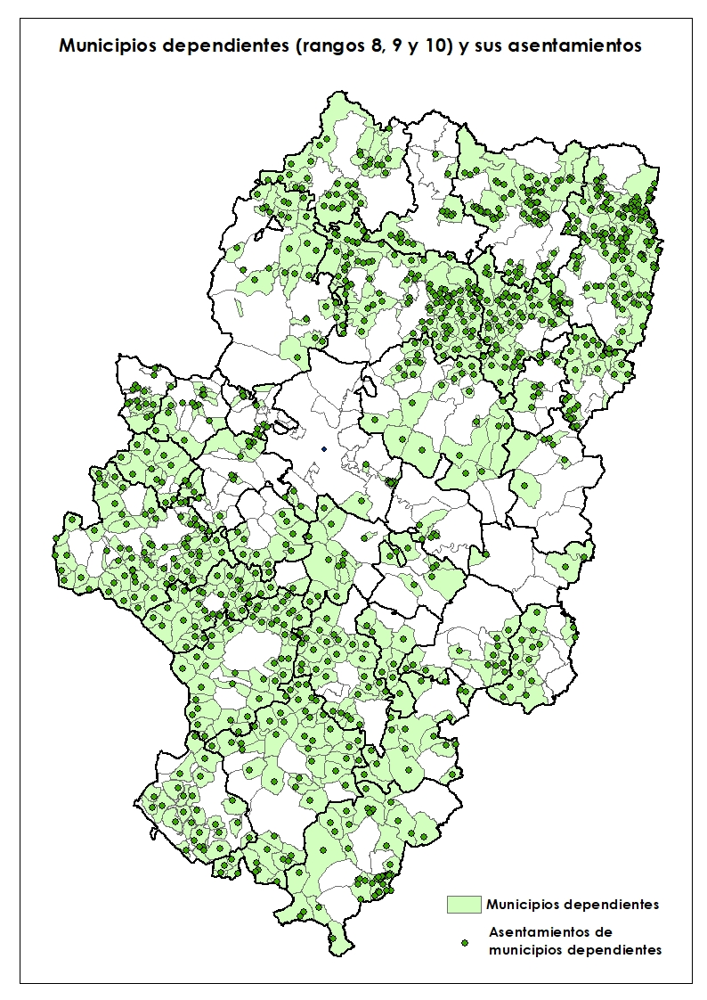 Municipios dependientes (rangos 8, 9 y 10) y sus asentamientos
Municipios dependientes
Asentamientos de
municipios dependientes